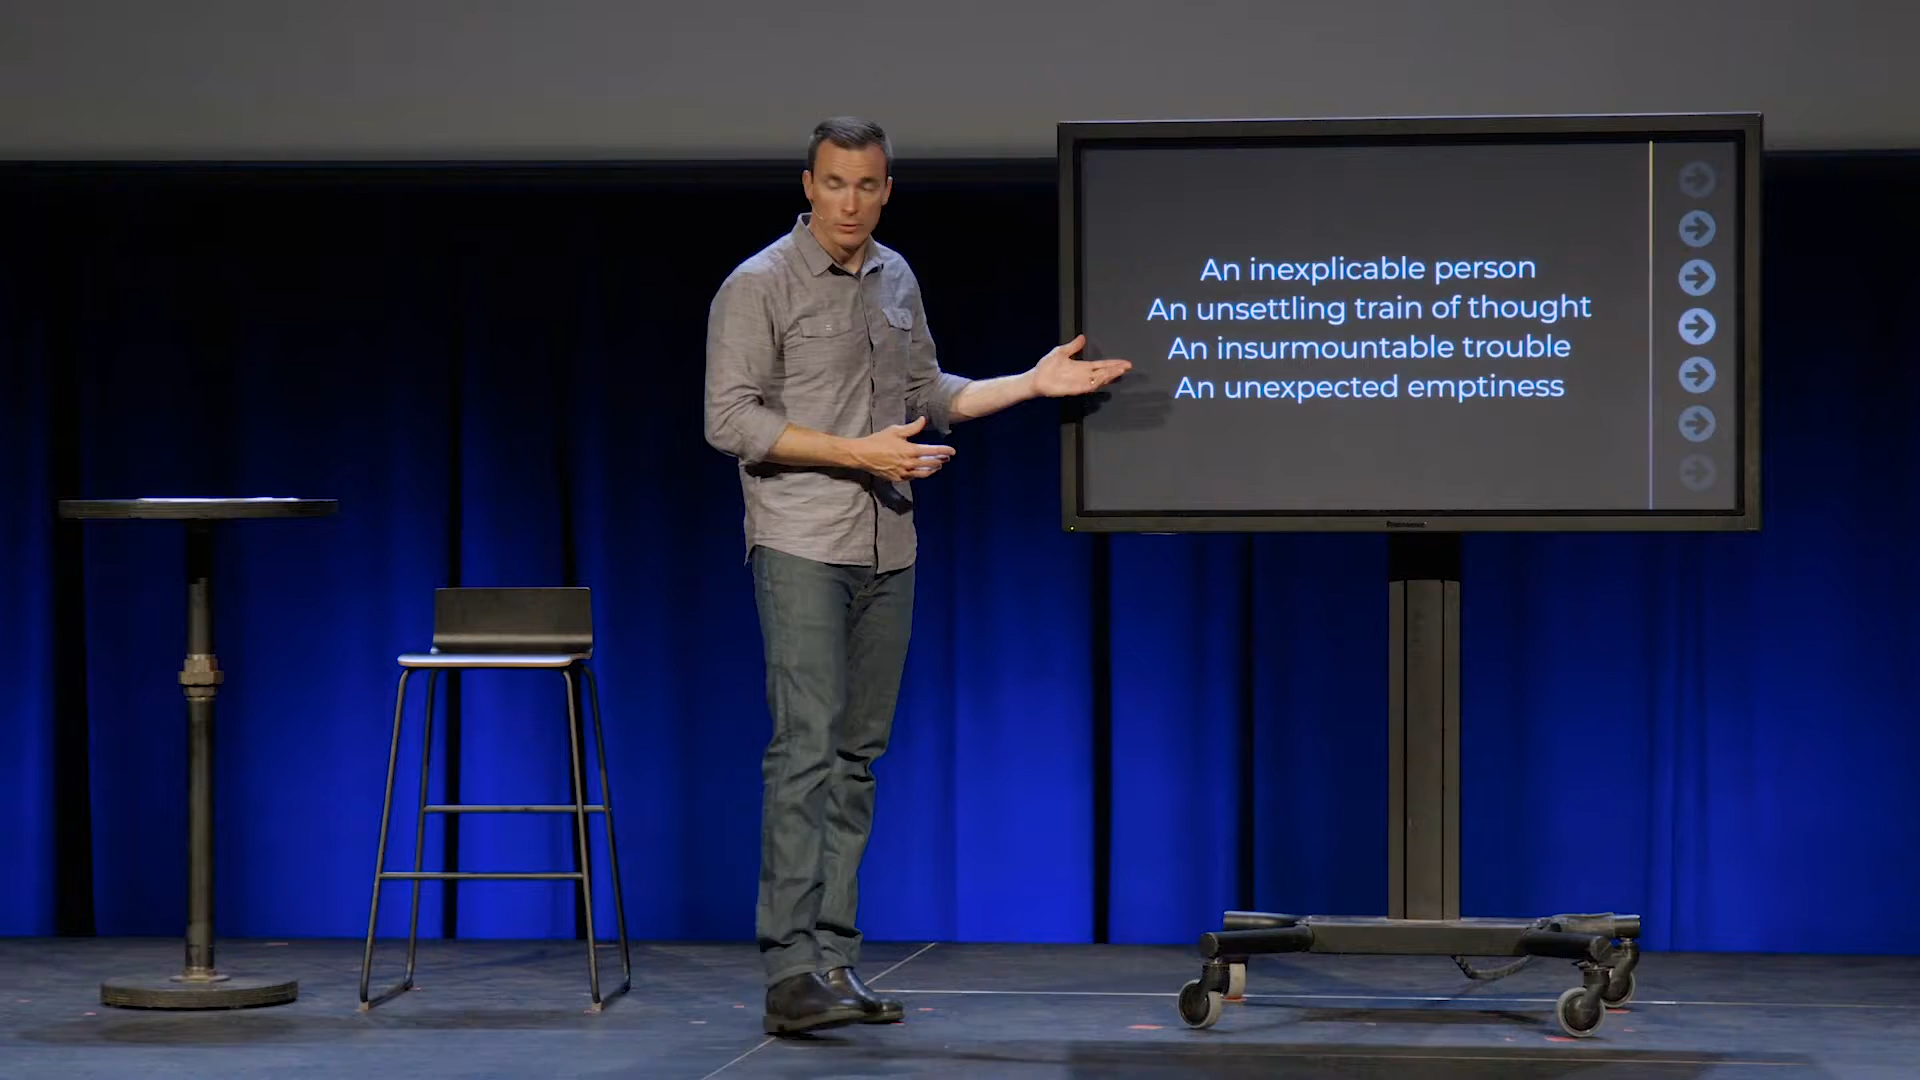 An inexplicable person
An unsettling train of thought
An insurmountable trouble
An unexpected emptiness